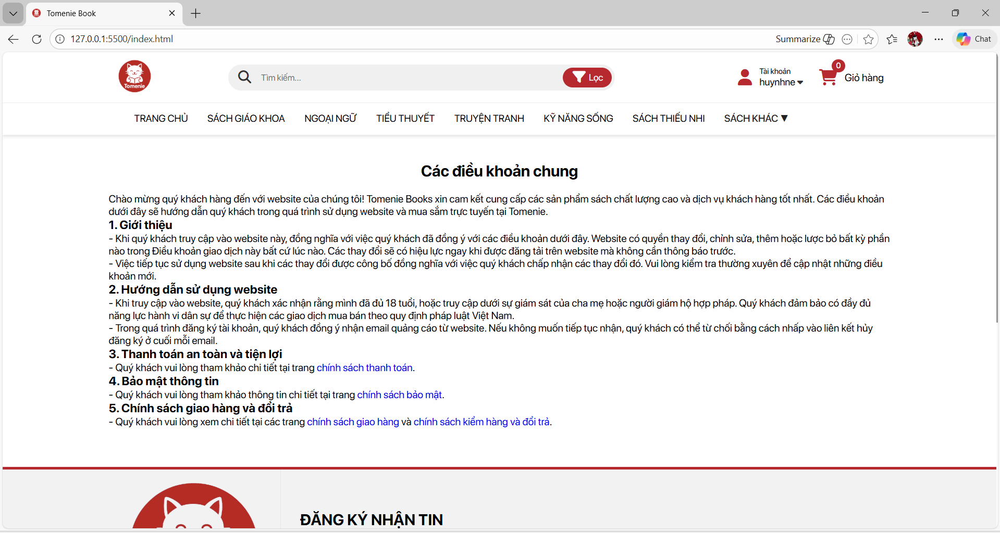 Tomenie Book
127.0.0.1:5500/index.html
Summarize
Chat
Tomenie
Tìm kiếm...
Lọc
Tài khoản
huynhne
0
Giỏ hàng
TRANG CHỦ SÁCH GIÁO KHOA NGOẠI NGỮ TIỂU THUYẾT TRUYỆN TRANH KỸ NĂNG SỐNG SÁCH THIẾU NHI SÁCH KHÁC ▼
Các điều khoản chung
Chào mừng quý khách hàng đến với website của chúng tôi! Tomenie Books xin cam kết cung cấp các sản phẩm sách chất lượng cao và dịch vụ khách hàng tốt nhất. Các điều khoản
dưới đây sẽ hướng dẫn quý khách trong quá trình sử dụng website và mua sắm trực tuyến tại Tomenie.
1. Giới thiệu
- Khi quý khách truy cập vào website này, đồng nghĩa với việc quý khách đã đồng ý với các điều khoản dưới đây. Website có quyền thay đổi, chỉnh sửa, thêm hoặc lược bỏ bất kỳ phần
nào trong Điều khoản giao dịch này bất cứ lúc nào. Các thay đổi sẽ có hiệu lực ngay khi được đăng tải trên website mà không cần thông báo trước.
- Việc tiếp tục sử dụng website sau khi các thay đổi được công bố đồng nghĩa với việc quý khách chấp nhận các thay đổi đó. Vui lòng kiểm tra thường xuyên để cập nhật những điều
khoản mới.
2. Hướng dẫn sử dụng website
- Khi truy cập vào website, quý khách xác nhận rằng mình đã đủ 18 tuổi, hoặc truy cập dưới sự giám sát của cha mẹ hoặc người giám hộ hợp pháp. Quý khách đảm bảo có đầy đủ
năng lực hành vi dân sự để thực hiện các giao dịch mua bán theo quy định pháp luật Việt Nam.
- Trong quá trình đăng ký tài khoản, quý khách đồng ý nhận email quảng cáo từ website. Nếu không muốn tiếp tục nhận, quý khách có thể từ chối bằng cách nhấp vào liên kết hủy
đăng ký ở cuối mỗi email.
3. Thanh toán an toàn và tiện lợi
- Quý khách vui lòng tham khảo chi tiết tại trang chính sách thanh toán.
4. Bảo mật thông tin
- Quý khách vui lòng tham khảo thông tin chi tiết tại trang chính sách bảo mật.
5. Chính sách giao hàng và đổi trả
- Quý khách vui lòng xem chi tiết tại các trang chính sách giao hàng và chính sách kiểm hàng và đổi trả.
ĐĂNG KÝ NHẬN TIN